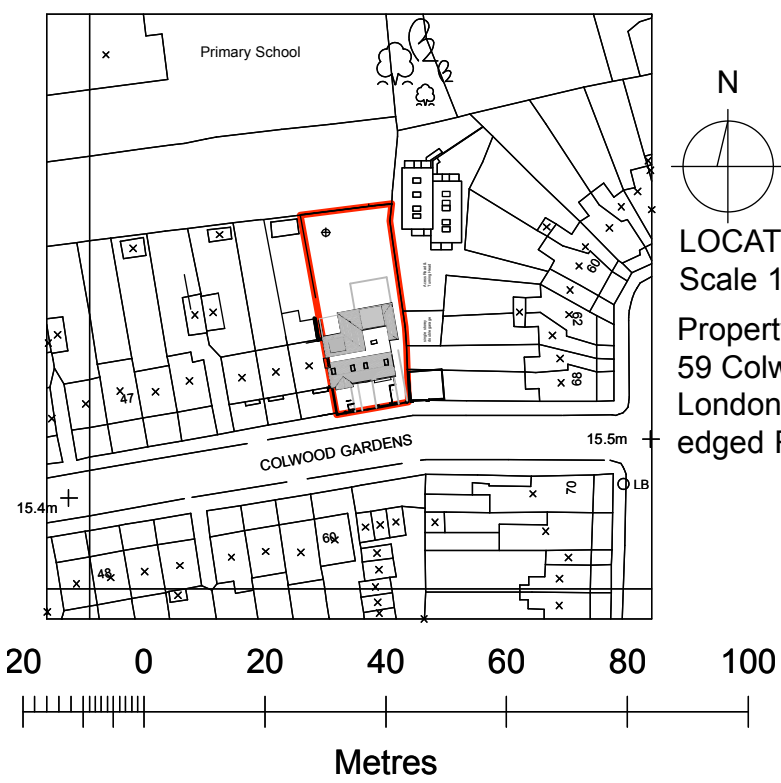 Primary School
N
LOCAT
Scale 1
Propert
59 Colw
London
edged P
60
62
68
47
COLWOOD GARDENS
15.5m
70
LB
15.4m
60
48
20 0 20 40 60 80 100
Metres